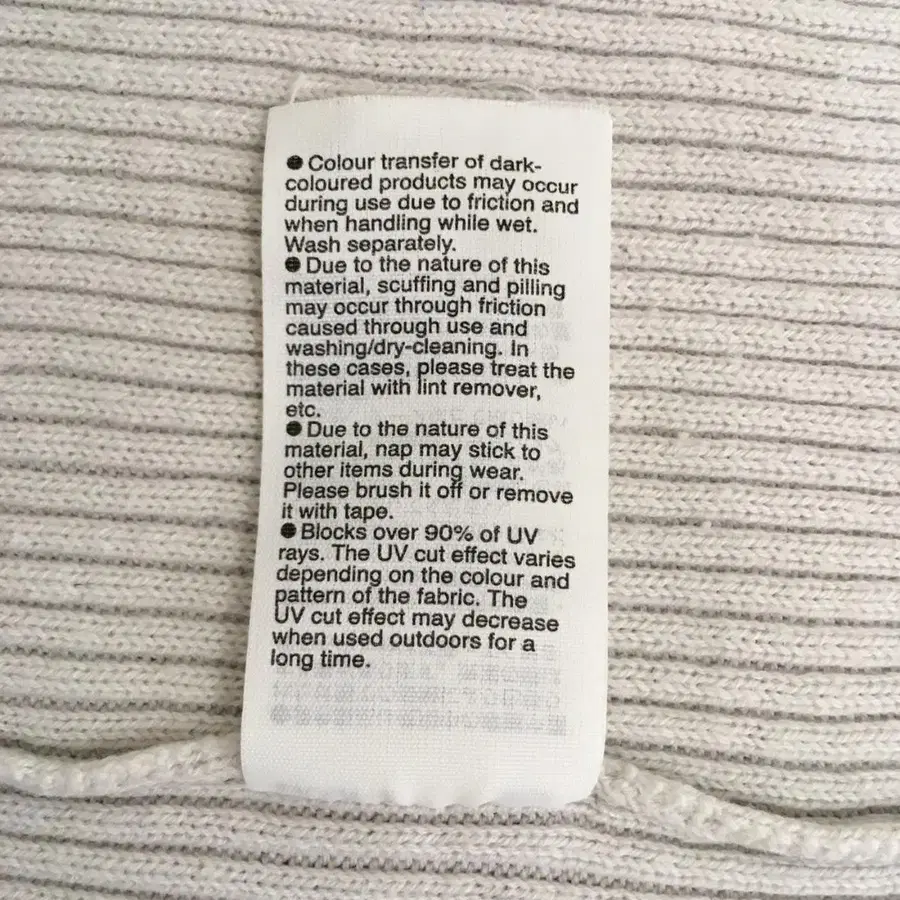 ● Colour transfer of dark-
coloured products may occur
during use due to friction and
when handling while wet.
Wash separately.
● Due to the nature of this
material, scuffing and pilling
may occur through friction
caused through use and
washing/dry-cleaning. In
these cases, please treat the
material with lint remover,
etc.
● Due to the nature of this
material, nap may stick to
other items during wear.
Please brush it off or remove
it with tape.
● Blocks over 90% of UV
rays. The UV cut effect varies
depending on the colour and
pattern of the fabric. The
UV cut effect may decrease
when used outdoors for a
long time.